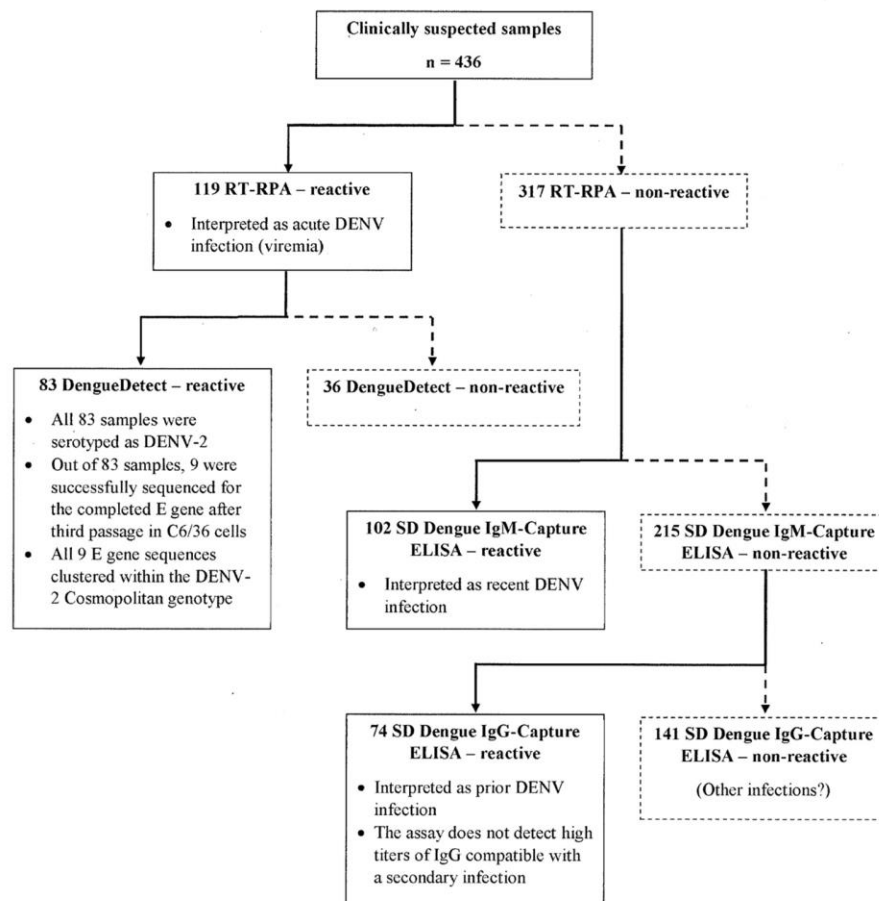 Clinically suspected samples
n = 436
119 RT-RPA – reactive
• Interpreted as acute DENV
infection (viremia)
317 RT-RPA – non-reactive
83 DengueDetect – reactive
• All 83 samples were
serotyped as DENV-2
• Out of 83 samples, 9 were
successfully sequenced for
the completed E gene after
third passage in C6/36 cells
• All 9 E gene sequences
clustered within the DENV-
2 Cosmopolitan genotype
36 DengueDetect – non-reactive
102 SD Dengue IgM-Capture
ELISA – reactive
• Interpreted as recent DENV
infection
215 SD Dengue IgM-Capture
ELISA – non-reactive
74 SD Dengue IgG-Capture
ELISA – reactive
• Interpreted as prior DENV
infection
• The assay does not detect high
titers of IgG compatible with
a secondary infection
141 SD Dengue IgG-Capture
ELISA – non-reactive
(Other infections?)